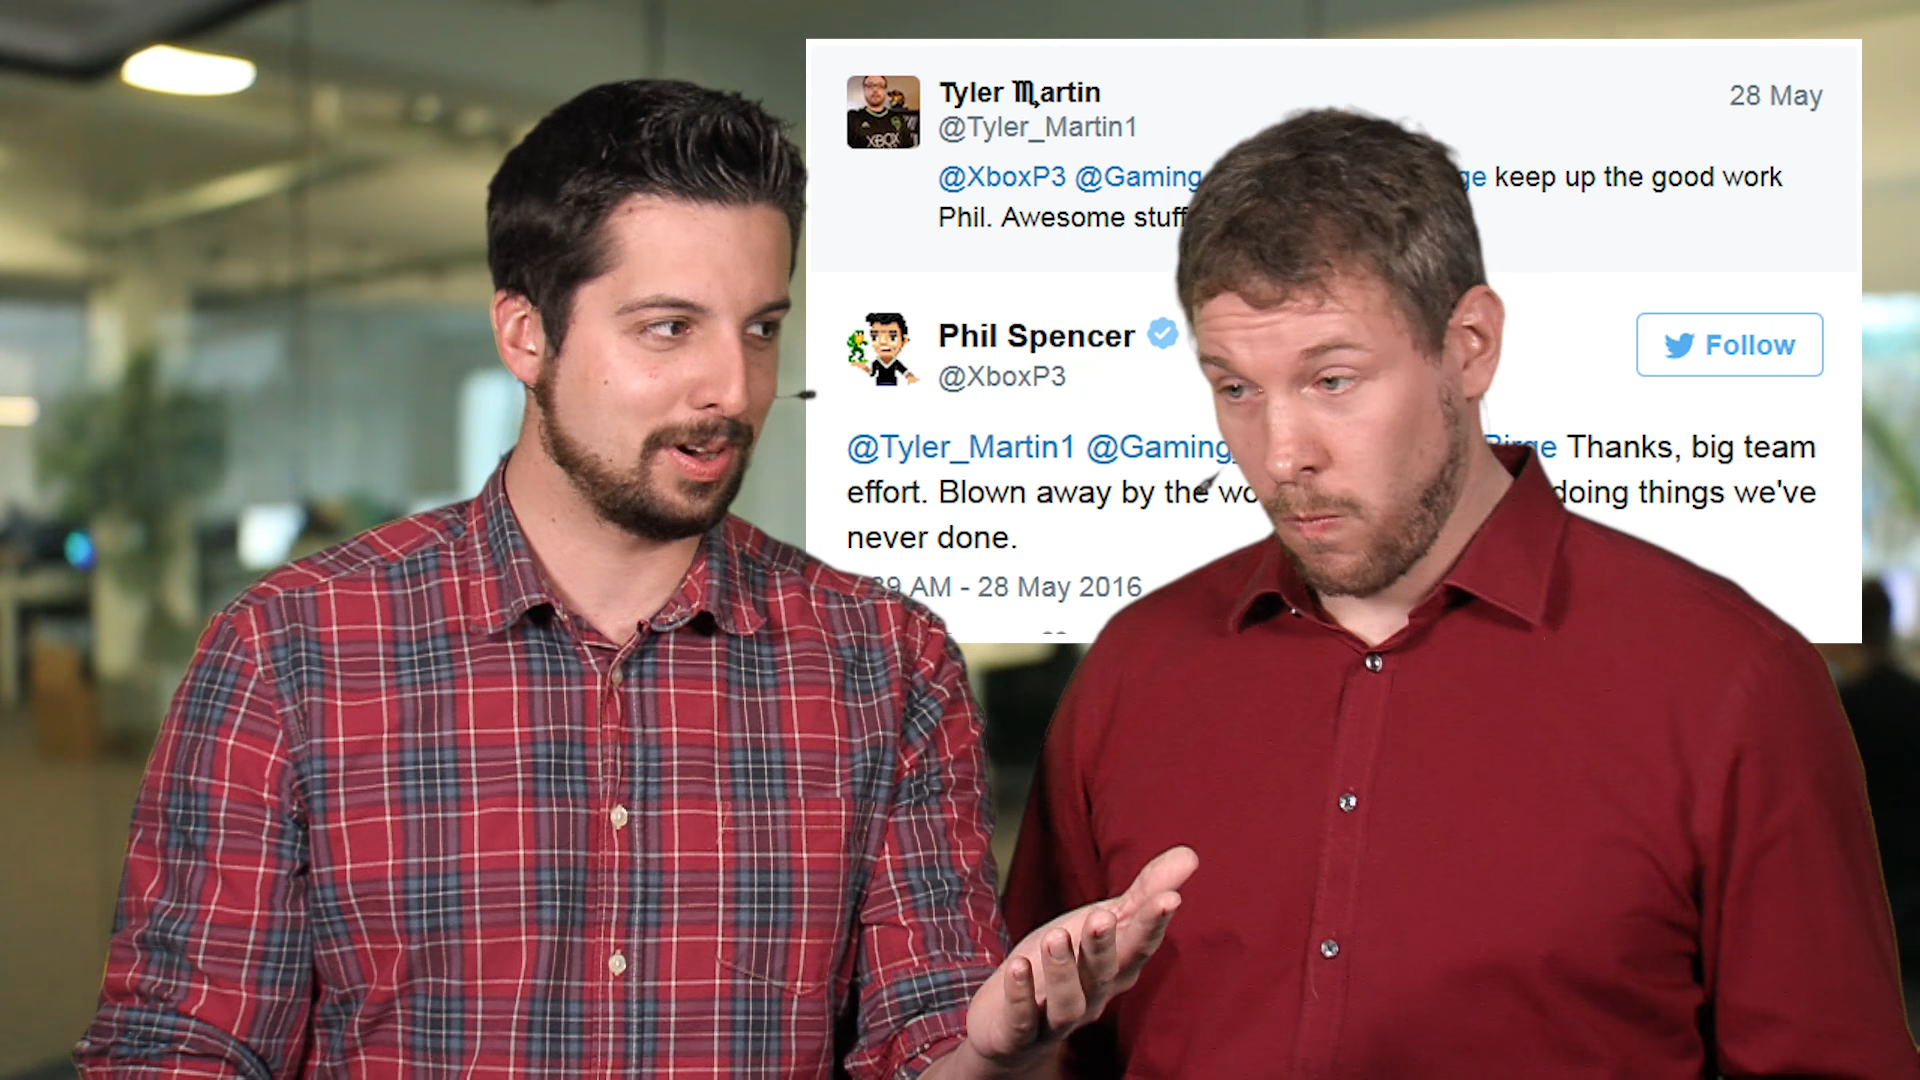 Tyler ♏artin
28 May
@Tyler_Martin1
@XboxP3 @Gaming keep up the good work
Phil. Awesome stuff
XBOX
Phil Spencer
Follow
@XboxP3
@Tyler_Martin1 @Gaming_ Thanks, big team
effort. Blown away by the doing things we've
never done.
AM - 28 May 2016